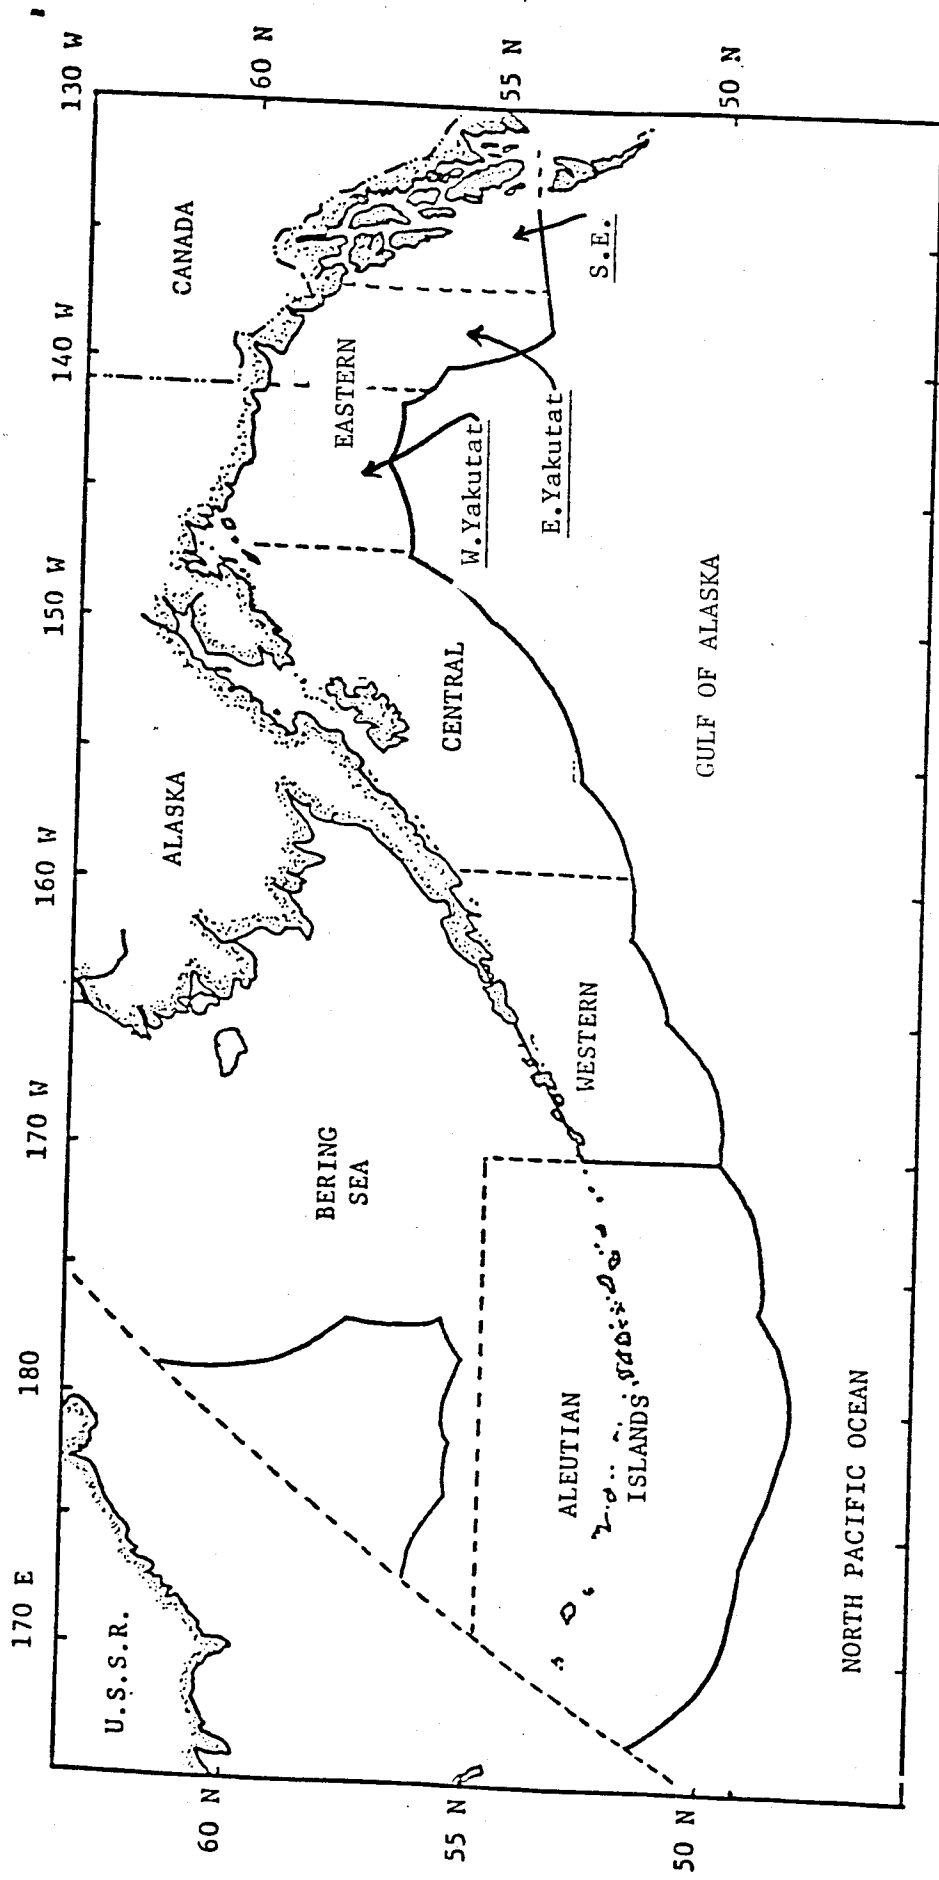 170 E
180
170 W
160 W
150 W
140 W
130 W
60 N
55 N
50 N
60 N
55 N
50 N
U.S.S.R.
ALASKA
CANADA
BERING
SEA
EASTERN
CENTRAL
WESTERN
W.Yakutat
E.Yakutat
S.E.
ALEUTIAN
ISLANDS
GULF OF ALASKA
NORTH PACIFIC OCEAN